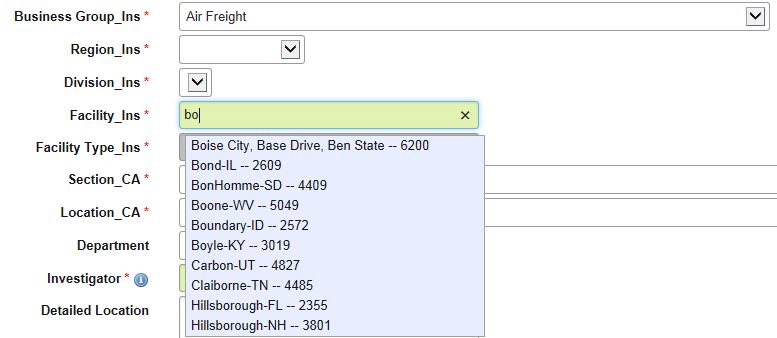 Business Group_Ins * Air Freight
Region_Ins *
Division_Ins *
Facility_Ins * bo ×
Facility Type_Ins *
Boise City, Base Drive, Ben State -- 6200
Bond-IL -- 2609
BonHomme-SD -- 4409
Boone-WV -- 5049
Boundary-ID -- 2572
Boyle-KY -- 3019
Carbon-UT -- 4827
Claiborne-TN -- 4485
Hillsborough-FL -- 2355
Hillsborough-NH -- 3801
Section_CA *
Location_CA *
Department
Investigator * i
Detailed Location